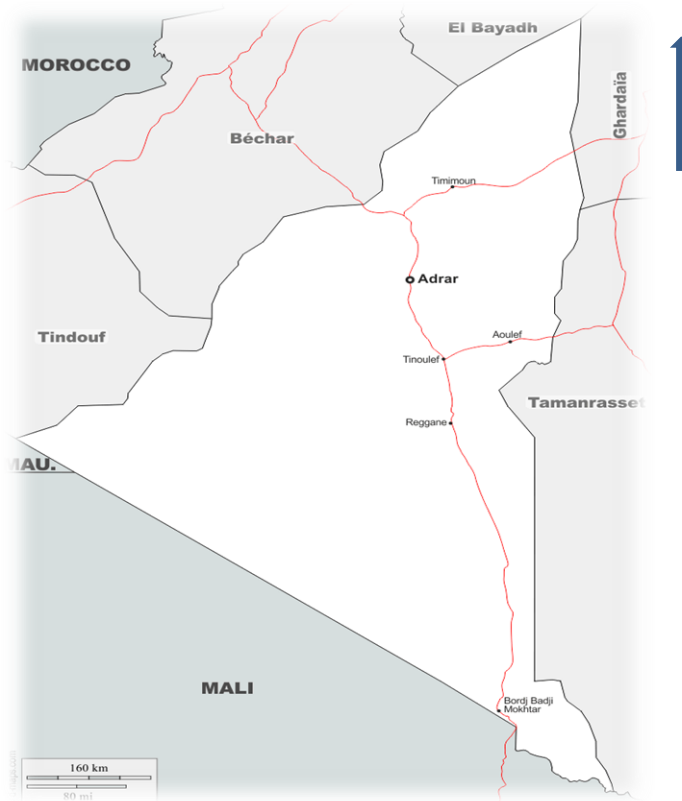 El Bayadh
MOROCCO
Ghardaïa
Béchar
Timimoun
Adrar
Tindouf
Aoulef
Tinoulef
Tamanrasset
Reggane
MAU.
MALI
Bordj Badji
Mokhtar
160 km
80 mi